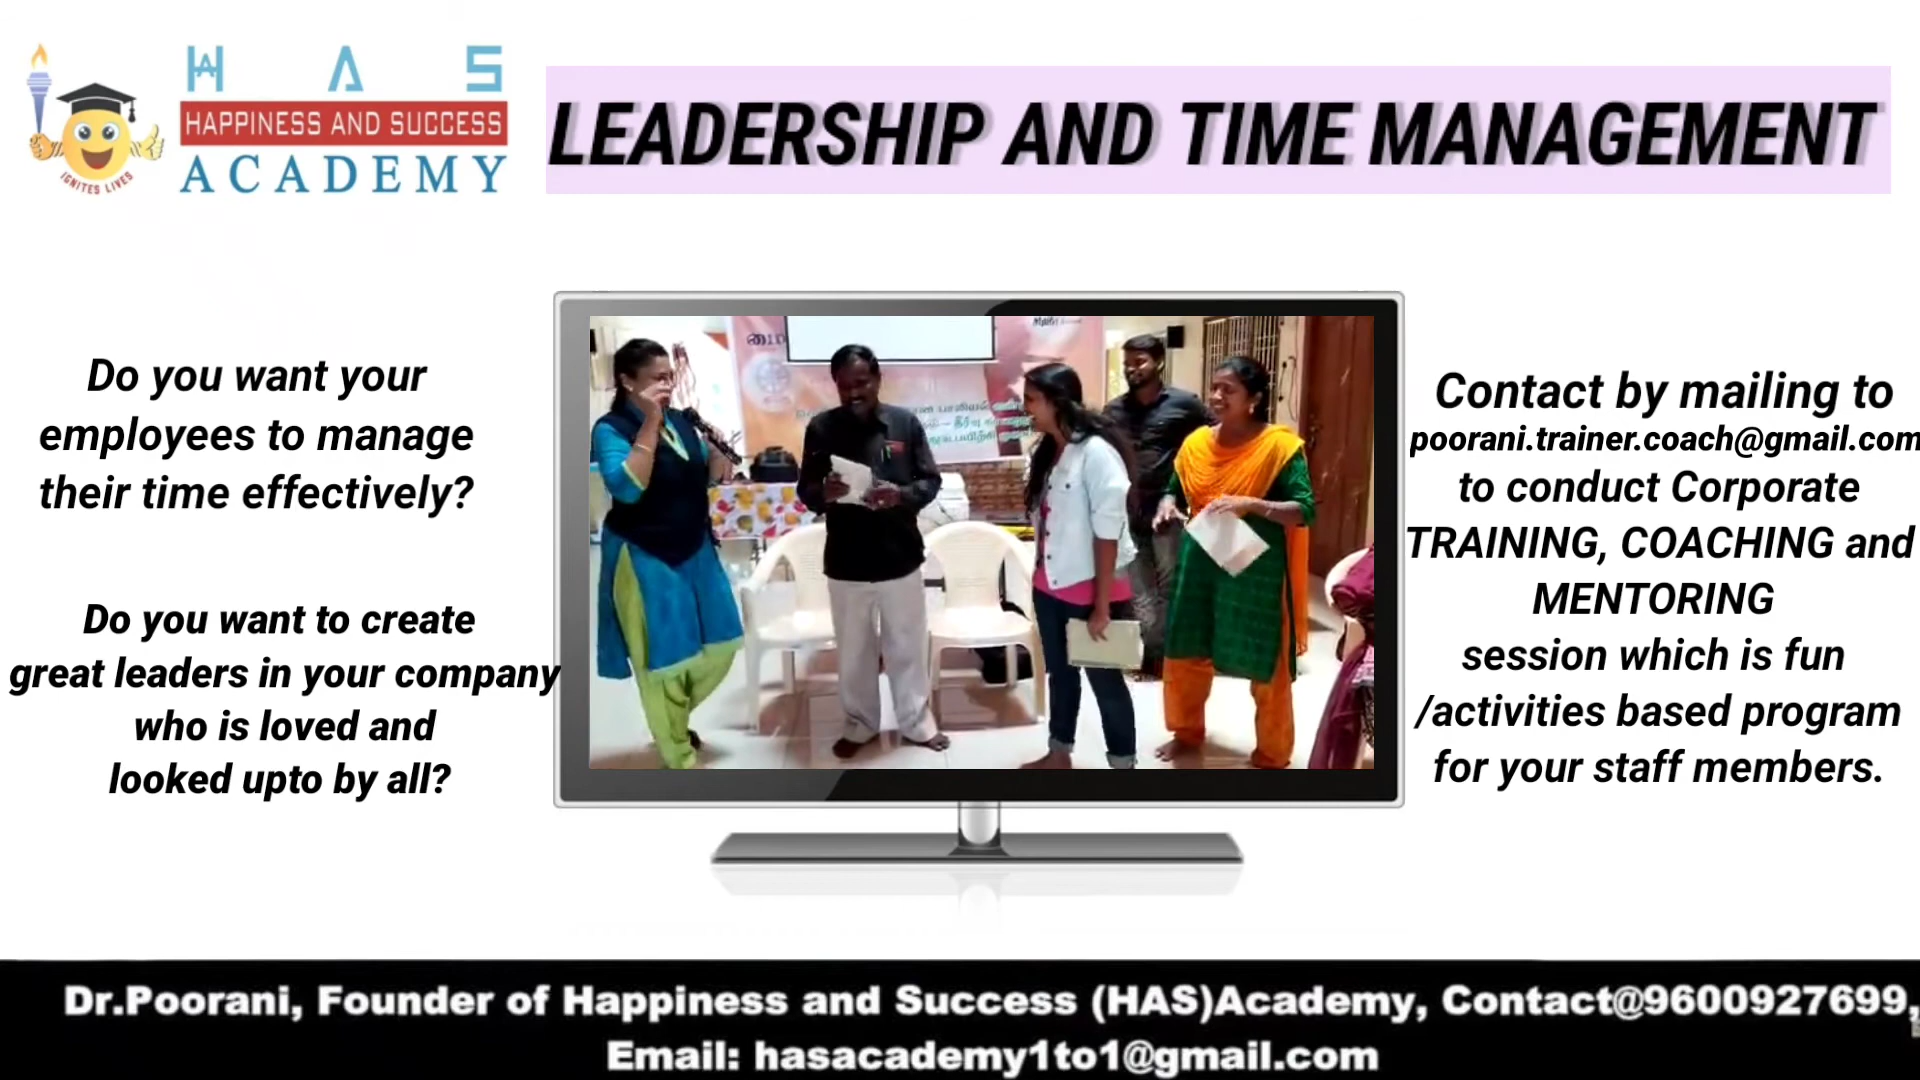 HAS
HAPPINESS AND SUCCESS
ACADEMY
IGNITES LIVES
LEADERSHIP AND TIME MANAGEMENT
Do you want your
employees to manage
their time effectively?
Do you want to create
great leaders in your company
who is loved and
looked upto by all?
Contact by mailing to
poorani.trainer.coach@gmail.com
to conduct Corporate
TRAINING, COACHING and
MENTORING
session which is fun
/activities based program
for your staff members.
Dr.Poorani, Founder of Happiness and Success (HAS)Academy, Contact@9600927699,
Email: hasacademy1to1@gmail.com